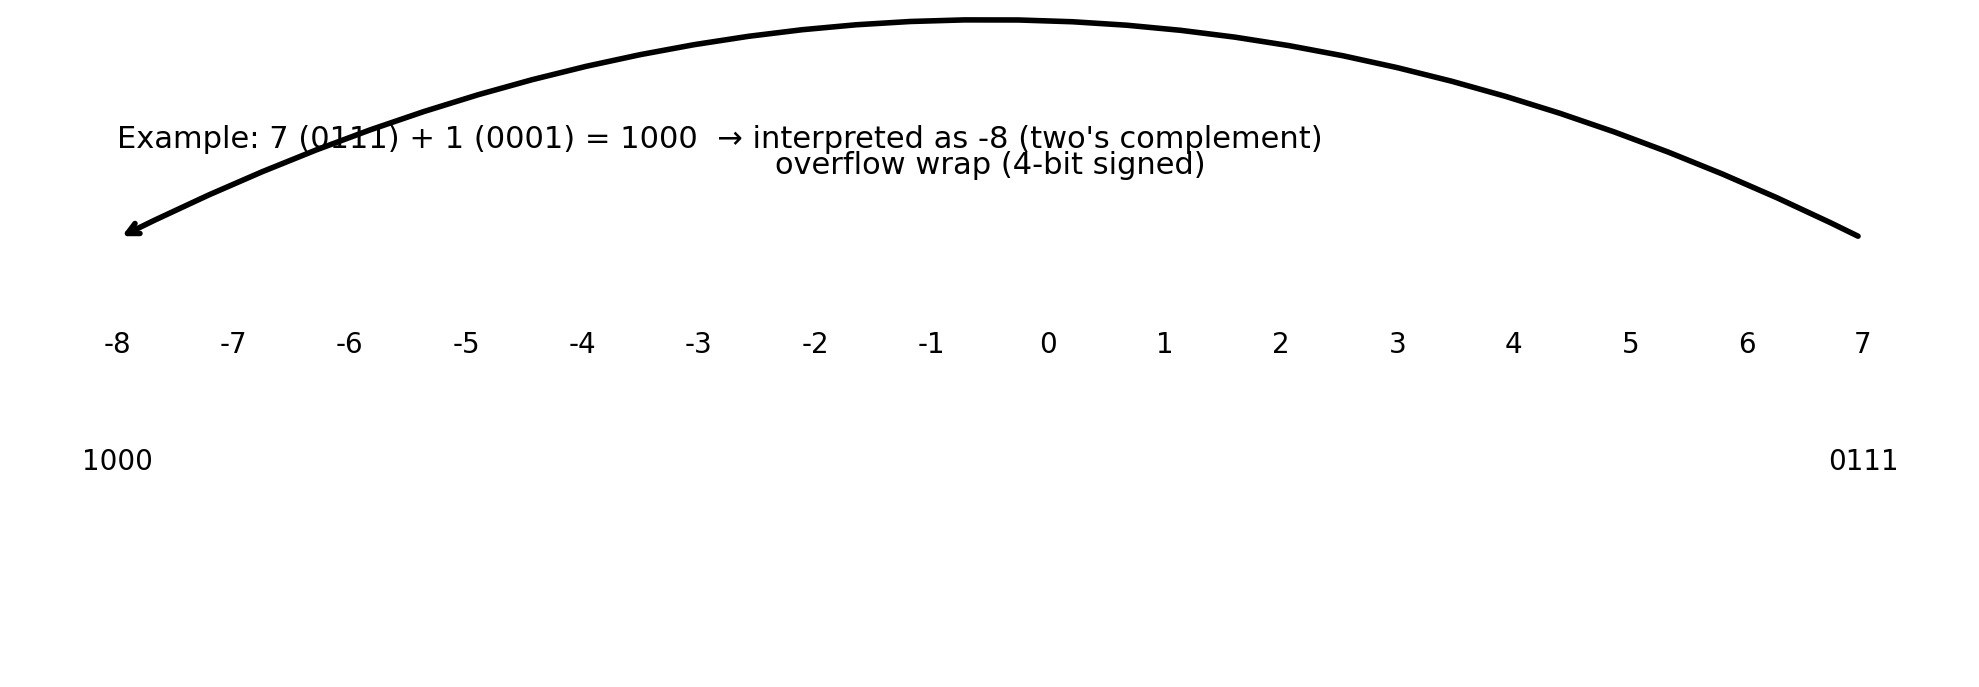 Example: 7 (0111) + 1 (0001) = 1000 → interpreted as -8 (two's complement)
overflow wrap (4-bit signed)
-8 -7 -6 -5 -4 -3 -2 -1 0 1 2 3 4 5 6 7
1000 0111